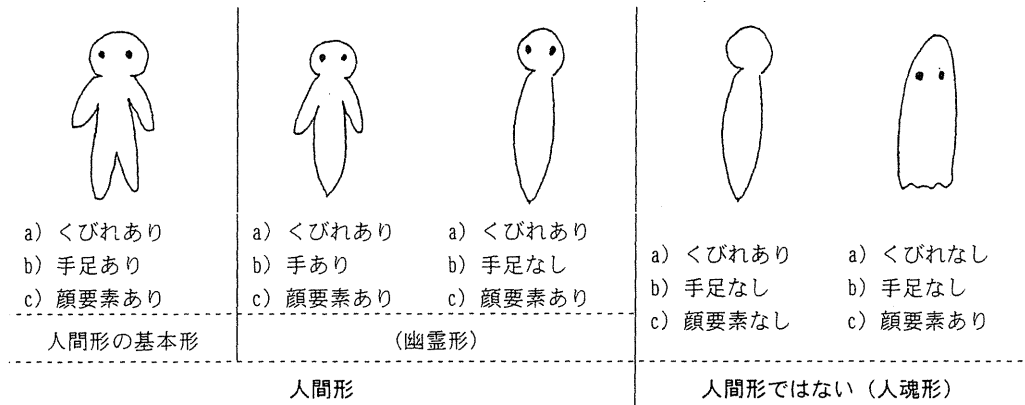 a) くびれあり
b) 手足あり
c) 顔要素あり
a) くびれあり
b) 手あり
c) 顔要素あり
a) くびれあり
b) 手足なし
c) 顔要素あり
a) くびれあり
b) 手足なし
c) 顔要素なし
a) くびれなし
b) 手足なし
c) 顔要素あり
人間形の基本形
(幽霊形)
人間形
人間形ではない (人魂形)